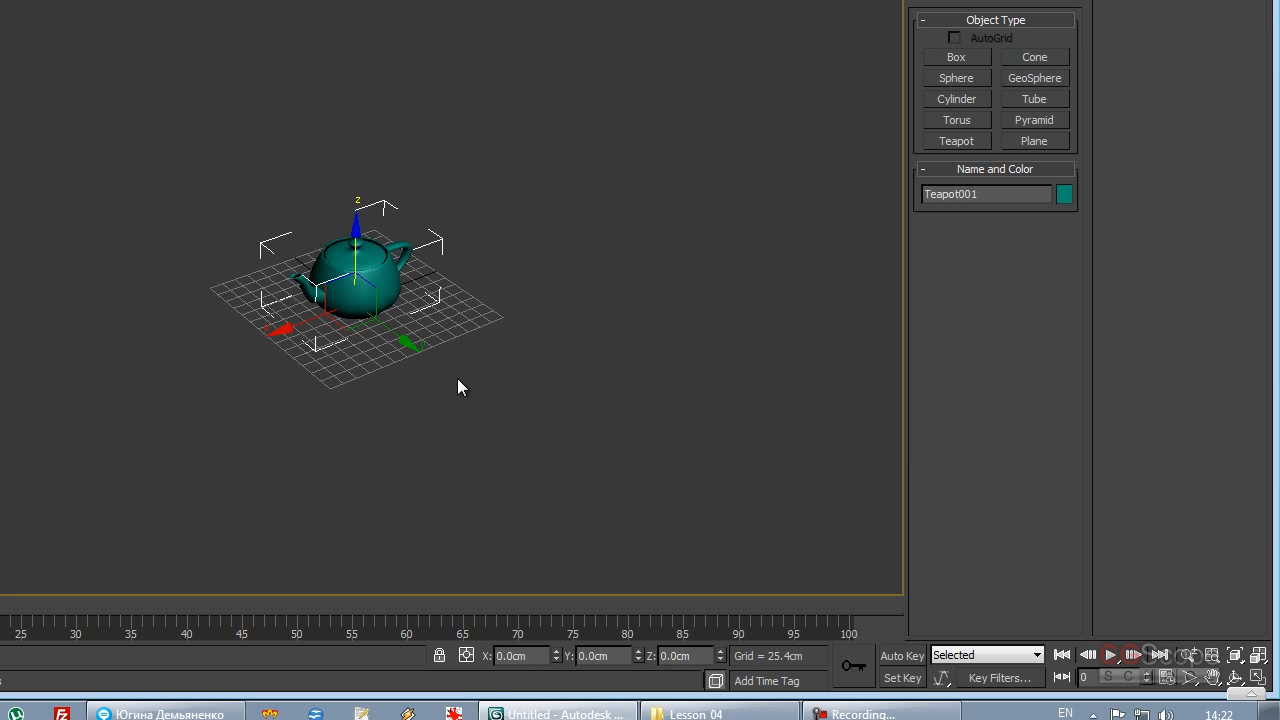 - Object Type
AutoGrid
Box Cone
Sphere GeoSphere
Cylinder Tube
Torus Pyramid
Teapot Plane
- Name and Color
Teapot001
z
25 30 35 40 45 50 55 60 65 70 75 80 85 90 95 100
X: 0.0cm Y: 0.0cm Z: 0.0cm Grid = 25.4cm Auto Key Selected
Add Time Tag Set Key Key Filters... 0
Югина Демьяненко Untitled - Autodesk ... Lesson_04 Recording... EN 14:22